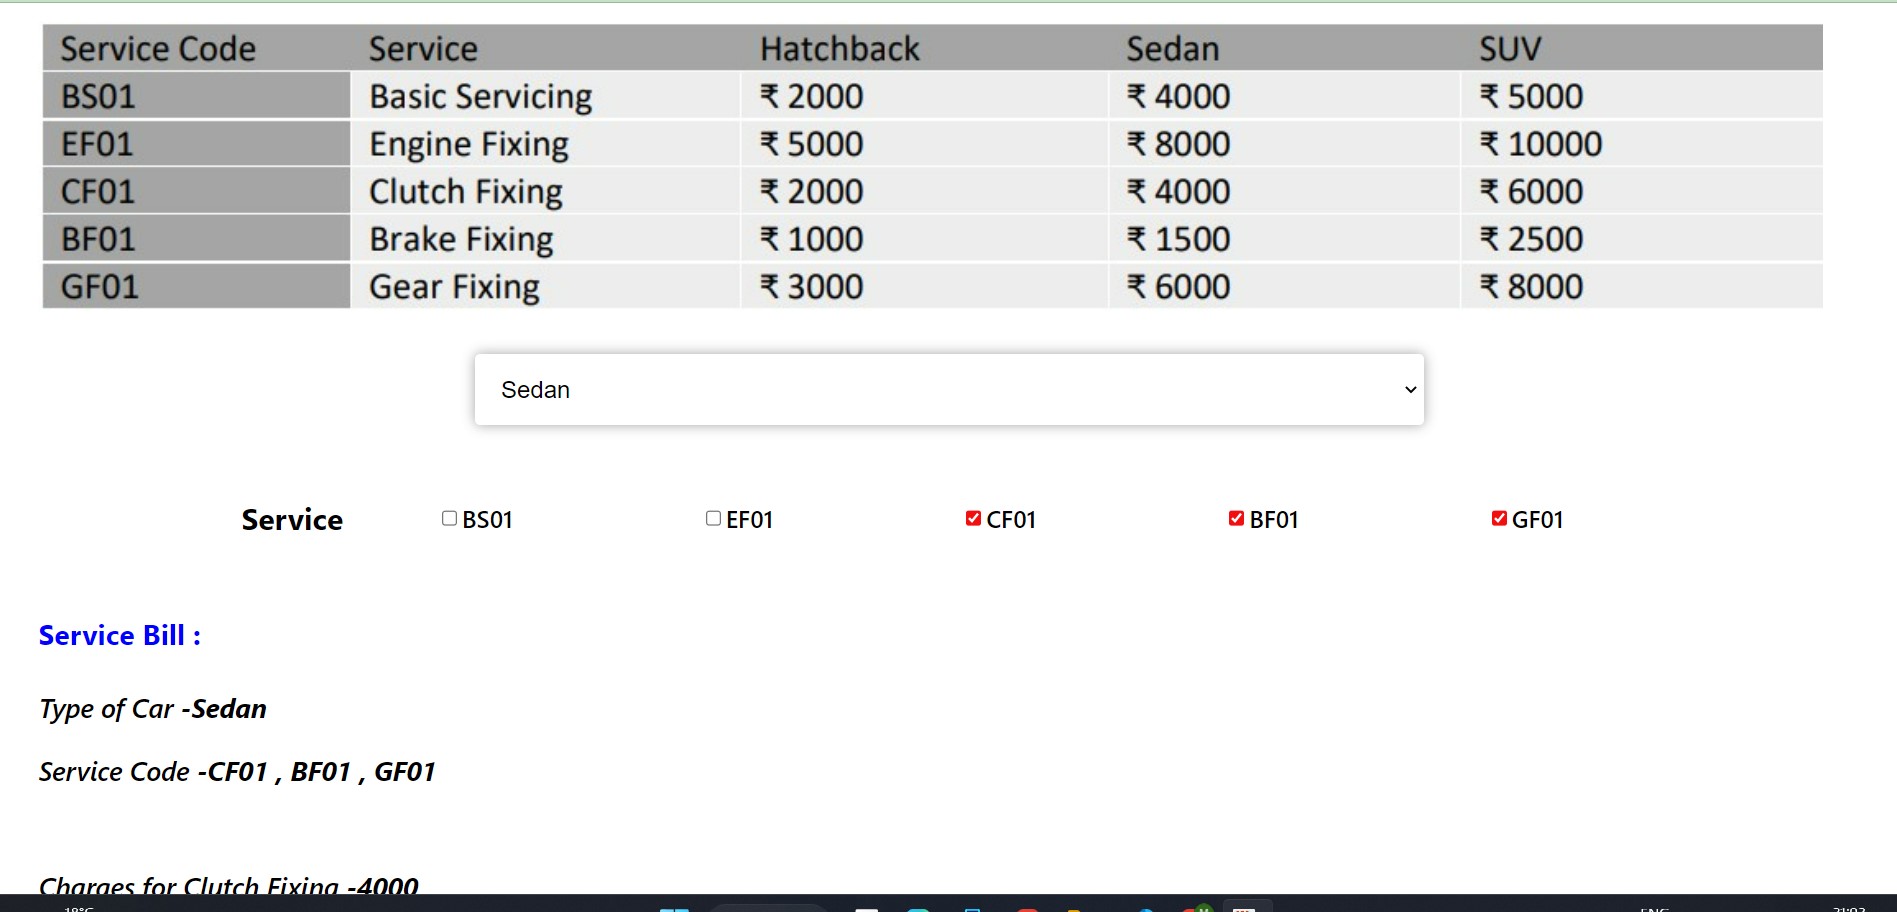 Service Code Service Hatchback Sedan SUV
BS01 Basic Servicing ₹ 2000 ₹ 4000 ₹ 5000
EF01 Engine Fixing ₹ 5000 ₹ 8000 ₹ 10000
CF01 Clutch Fixing ₹ 2000 ₹ 4000 ₹ 6000
BF01 Brake Fixing ₹ 1000 ₹ 1500 ₹ 2500
GF01 Gear Fixing ₹ 3000 ₹ 6000 ₹ 8000
Sedan
Service BS01 EF01 CF01 BF01 GF01
Service Bill :
Type of Car -Sedan
Service Code -CF01 , BF01 , GF01
Charges for Clutch Fixing -4000